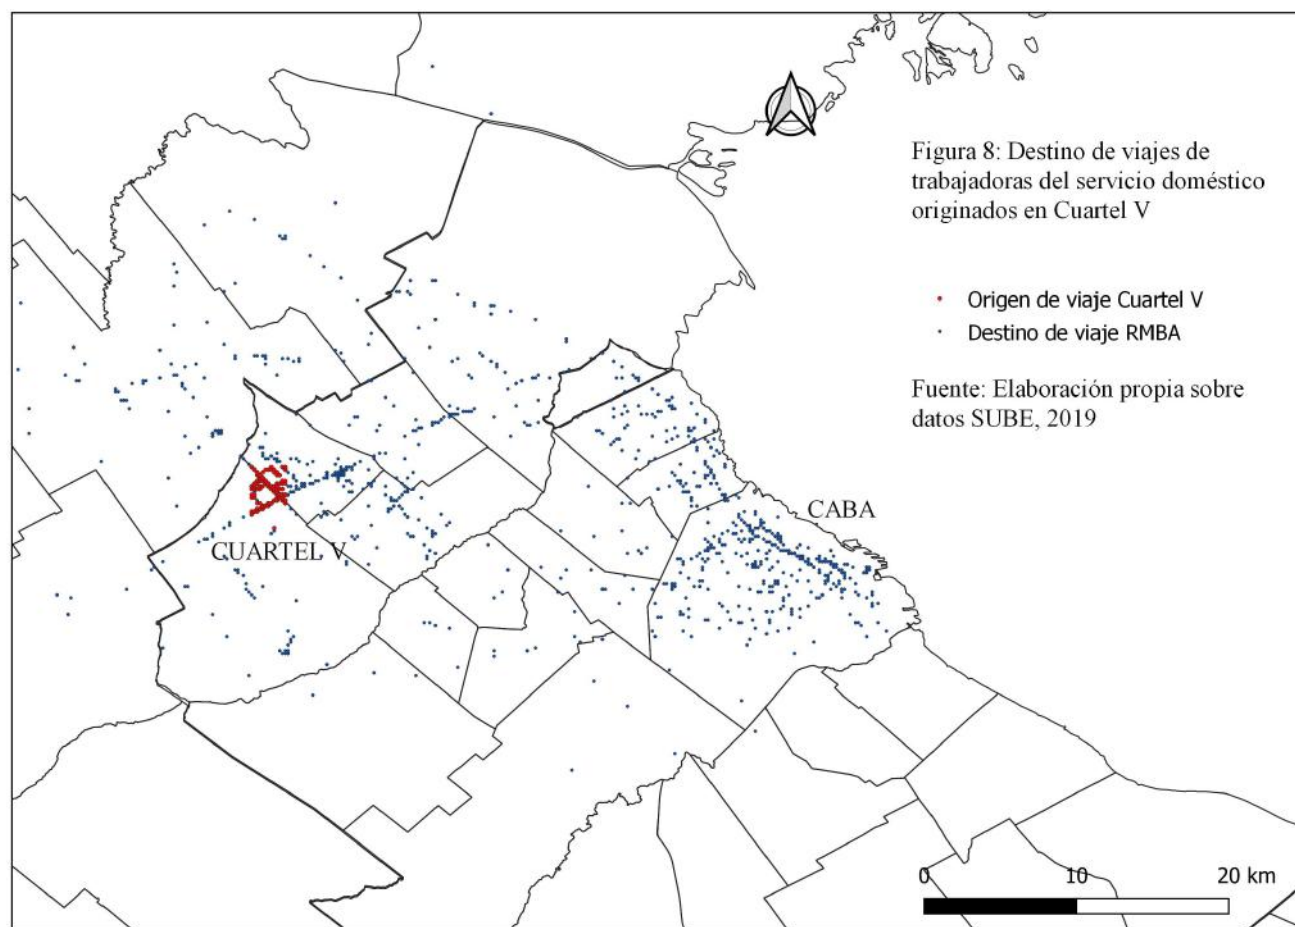 Figura 8: Destino de viajes de
trabajadoras del servicio doméstico
originados en Cuartel V
Origen de viaje Cuartel V
Destino de viaje RMBA
Fuente: Elaboración propia sobre
datos SUBE, 2019
CABA
CUARTEL V
0 10 20 km